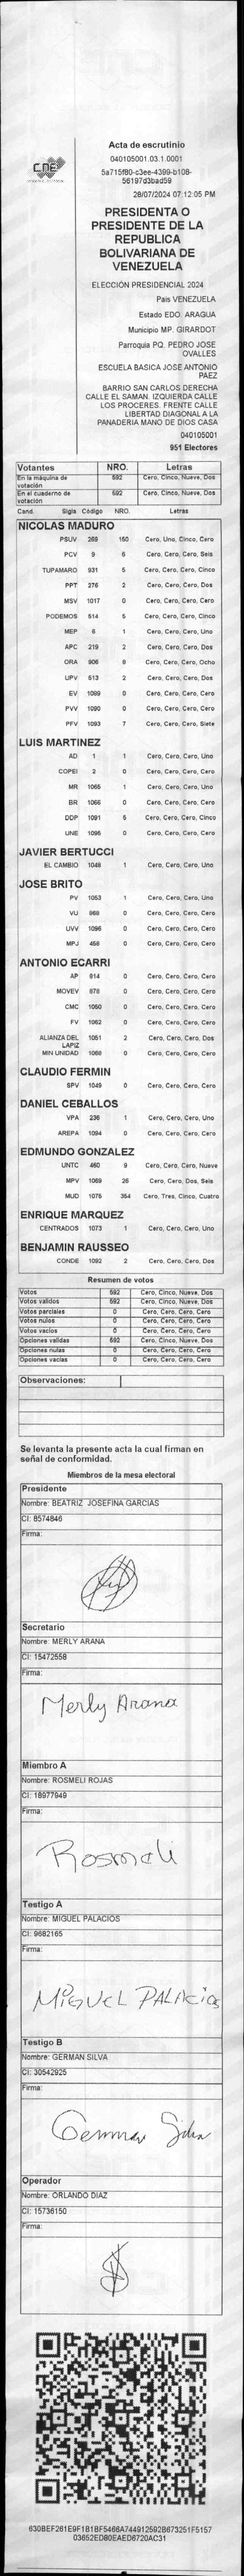 CNE
Acta de escrutinio
040105001.03.1.0001
5a715f80-c3ee-4399-b108-
56197d3bad59
28/07/2024 07:12:05 PM
PRESIDENTA O
PRESIDENTE DE LA
REPUBLICA
BOLIVARIANA DE
VENEZUELA
ELECCIÓN PRESIDENCIAL 2024
Pais VENEZUELA
Estado EDO. ARAGUA
Municipio MP. GIRARDOT
Parroquia PQ. PEDRO JOSE
OVALLES
ESCUELA BASICA JOSE ANTONIO
PAEZ
BARRIO SAN CARLOS DERECHA
CALLE EL SAMAN. IZQUIERDA CALLE
LOS PROCERES. FRENTE CALLE
LIBERTAD DIAGONAL A LA
PANADERIA MANO DE DIOS CASA
040105001
951 Electores
Votantes NRO. Letras
En la máquina de votación 592 Cero, Cinco, Nueve, Dos
En el cuaderno de votación 592 Cero, Cinco, Nueve, Dos
Cand. Sigla Código NRO. Letras
NICOLAS MADURO
PSUV 269 150 Cero, Uno, Cinco, Cero
PCV 9 6 Cero, Cero, Cero, Seis
TUPAMARO 931 5 Cero, Cero, Cero, Cinco
PPT 276 2 Cero, Cero, Cero, Dos
MSV 1017 0 Cero, Cero, Cero, Cero
PODEMOS 514 5 Cero, Cero, Cero, Cinco
MEP 6 1 Cero, Cero, Cero, Uno
APC 219 2 Cero, Cero, Cero, Dos
ORA 906 8 Cero, Cero, Cero, Ocho
UPV 513 2 Cero, Cero, Cero, Dos
EV 1099 0 Cero, Cero, Cero, Cero
PVV 1090 0 Cero, Cero, Cero, Cero
PFV 1093 7 Cero, Cero, Cero, Siete
LUIS MARTINEZ
AD 1 1 Cero, Cero, Cero, Uno
COPEI 2 0 Cero, Cero, Cero, Cero
MR 1065 1 Cero, Cero, Cero, Uno
BR 1066 0 Cero, Cero, Cero, Cero
DDP 1091 5 Cero, Cero, Cero, Cinco
UNE 1095 0 Cero, Cero, Cero, Cero
JAVIER BERTUCCI
EL CAMBIO 1048 1 Cero, Cero, Cero, Uno
JOSE BRITO
PV 1053 1 Cero, Cero, Cero, Uno
VU 868 0 Cero, Cero, Cero, Cero
UVV 1096 0 Cero, Cero, Cero, Cero
MPJ 458 0 Cero, Cero, Cero, Cero
ANTONIO ECARRI
AP 914 0 Cero, Cero, Cero, Cero
MOVEV 878 0 Cero, Cero, Cero, Cero
CMC 1050 0 Cero, Cero, Cero, Cero
FV 1062 0 Cero, Cero, Cero, Cero
ALIANZA DEL LAPIZ 1051 2 Cero, Cero, Cero, Dos
MIN UNIDAD 1068 0 Cero, Cero, Cero, Cero
CLAUDIO FERMIN
SPV 1049 0 Cero, Cero, Cero, Cero
DANIEL CEBALLOS
VPA 236 1 Cero, Cero, Cero, Uno
AREPA 1094 0 Cero, Cero, Cero, Cero
EDMUNDO GONZALEZ
UNTC 460 9 Cero, Cero, Cero, Nueve
MPV 1069 26 Cero, Cero, Dos, Seis
MUD 1075 354 Cero, Tres, Cinco, Cuatro
ENRIQUE MARQUEZ
CENTRADOS 1073 1 Cero, Cero, Cero, Uno
BENJAMIN RAUSSEO
CONDE 1092 2 Cero, Cero, Cero, Dos
Resumen de votos
Votos 592 Cero, Cinco, Nueve, Dos
Votos validos 592 Cero, Cinco, Nueve, Dos
Votos parciales 0 Cero, Cero, Cero, Cero
Votos nulos 0 Cero, Cero, Cero, Cero
Votos vacios 0 Cero, Cero, Cero, Cero
Opciones validas 592 Cero, Cinco, Nueve, Dos
Opciones nulas 0 Cero, Cero, Cero, Cero
Opciones vacias 0 Cero, Cero, Cero, Cero
Observaciones:
Se levanta la presente acta la cual firman en
señal de conformidad.
Miembros de la mesa electoral
Presidente
Nombre: BEATRIZ JOSEFINA GARCIAS
CI: 8574846
Firma:
Secretario
Nombre: MERLY ARANA
CI: 15472558
Firma:
Merly Arana
Miembro A
Nombre: ROSMELI ROJAS
CI: 18977949
Firma:
Rosmeli
Testigo A
Nombre: MIGUEL PALACIOS
CI: 9682165
Firma:
MIGUEL PALACIOS
Testigo B
Nombre: GERMAN SILVA
CI: 30542925
Firma:
German Silva
Operador
Nombre: ORLANDO DIAZ
CI: 15736150
Firma:
630BEF261E9F1B1BF5466A744912592B673251F5157
03652ED80EAED6720AC31